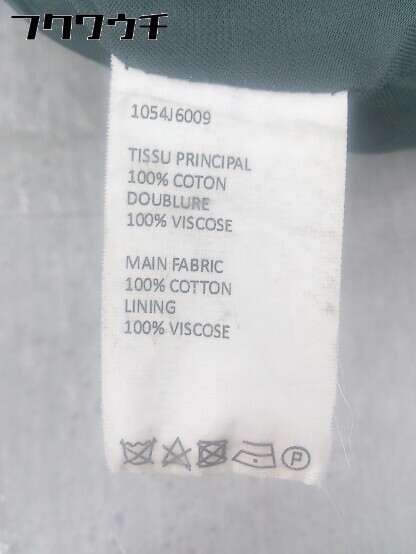 フクワウチ
1054J6009
TISSU PRINCIPAL
100% COTON
DOUBLURE
100% VISCOSE
MAIN FABRIC
100% COTTON
LINING
100% VISCOSE
P